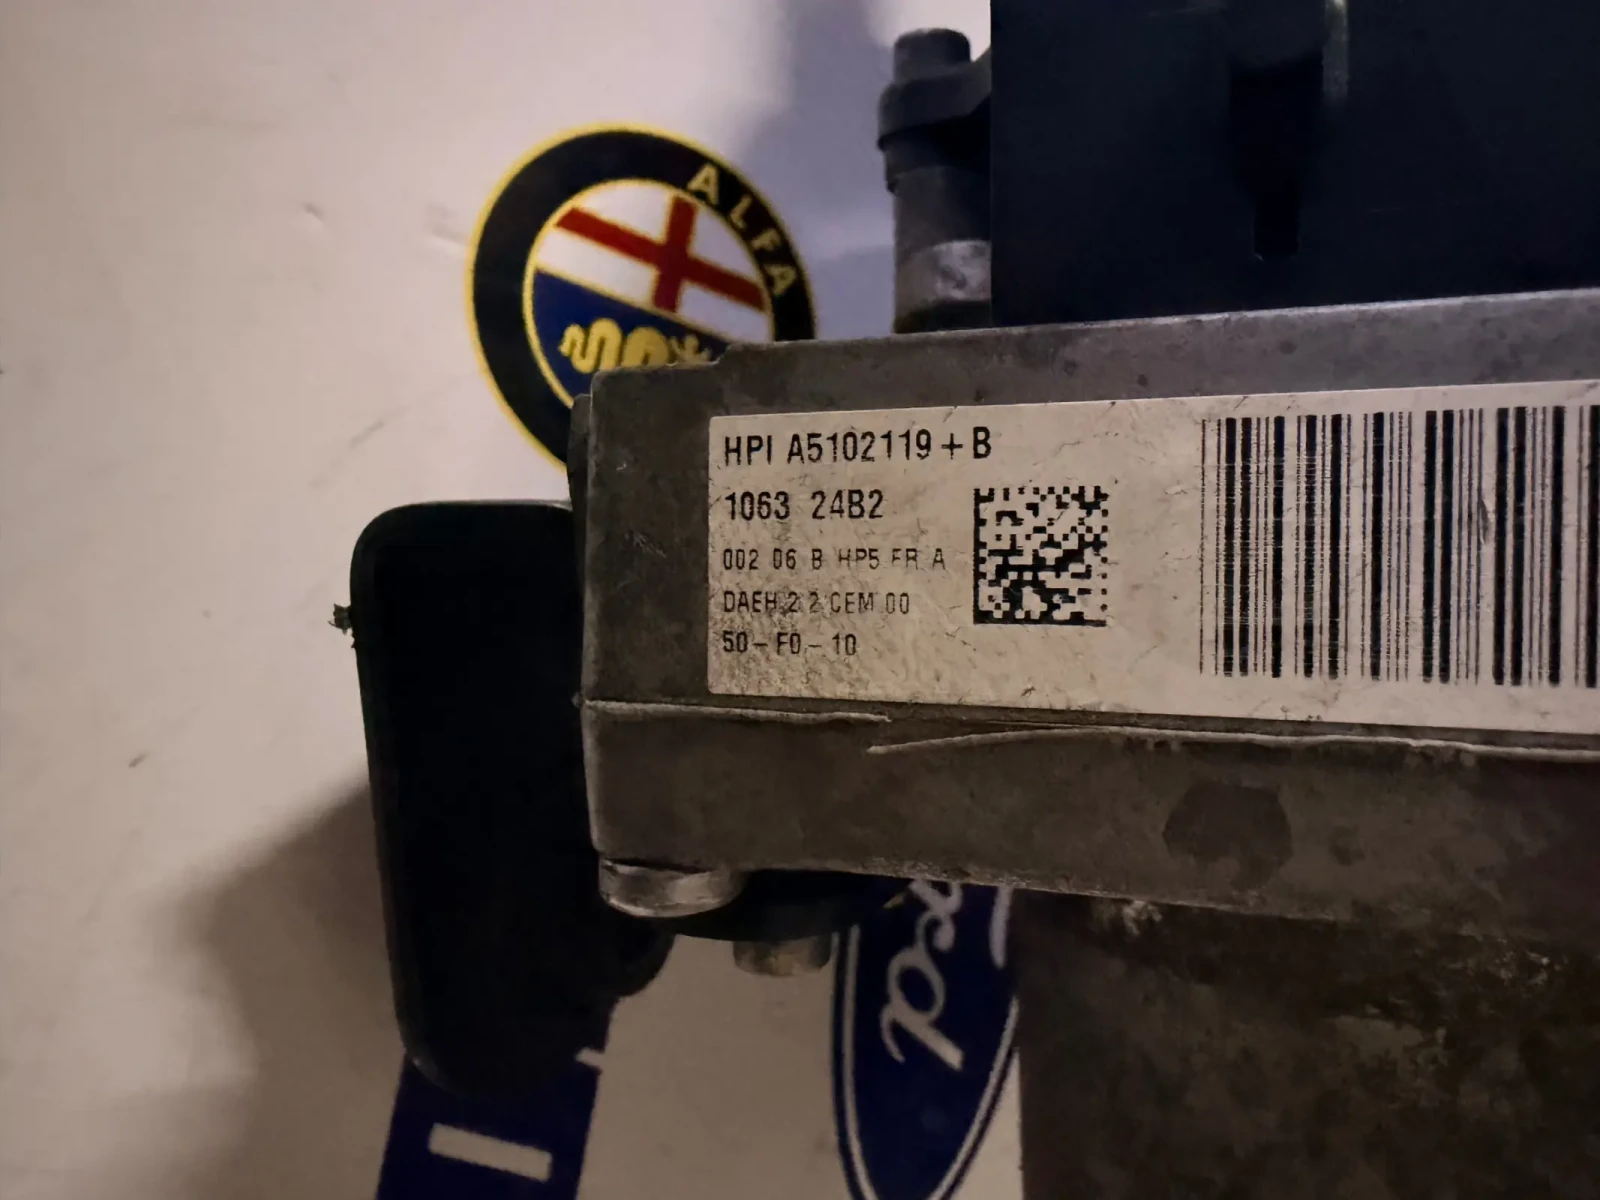 ALFA
HPI A5102119+B
1063 24B2
002 06 B HP5 FR A
DAEH 2 2 CEM 00
50-F0-10